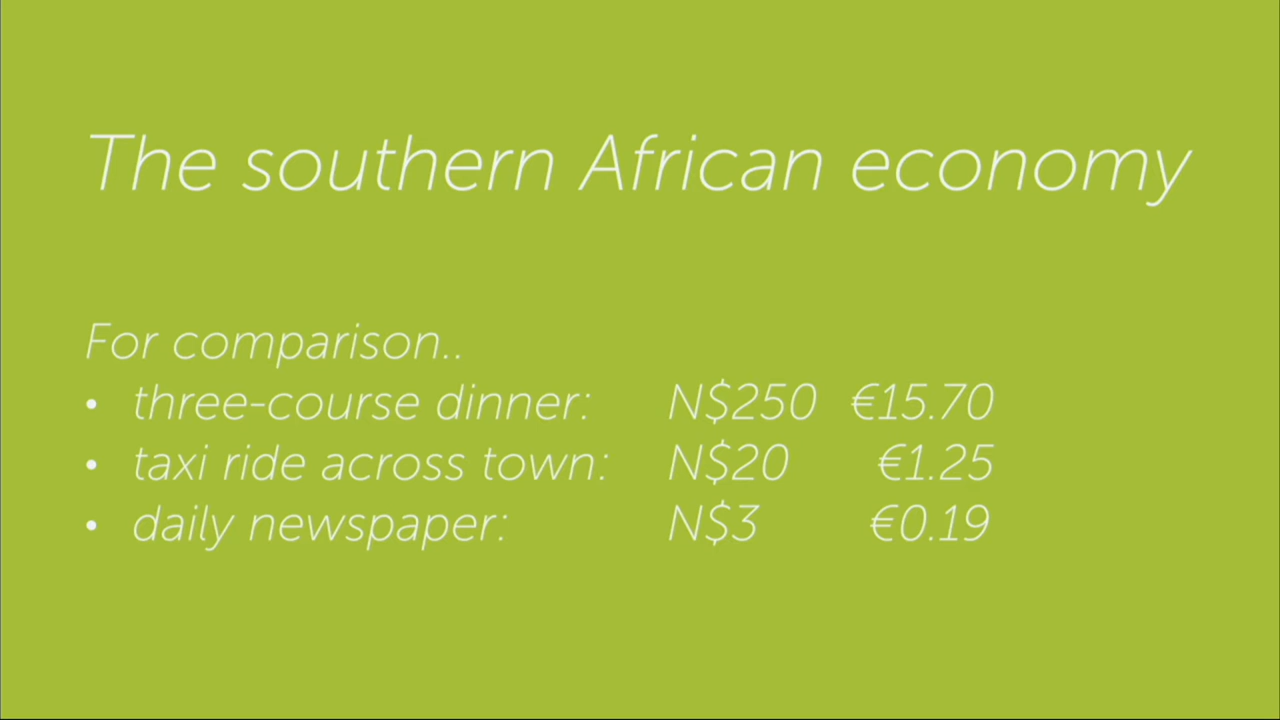 The southern African economy
For comparison..
• three-course dinner: N$250 €15.70
• taxi ride across town: N$20 €1.25
• daily newspaper: N$3 €0.19